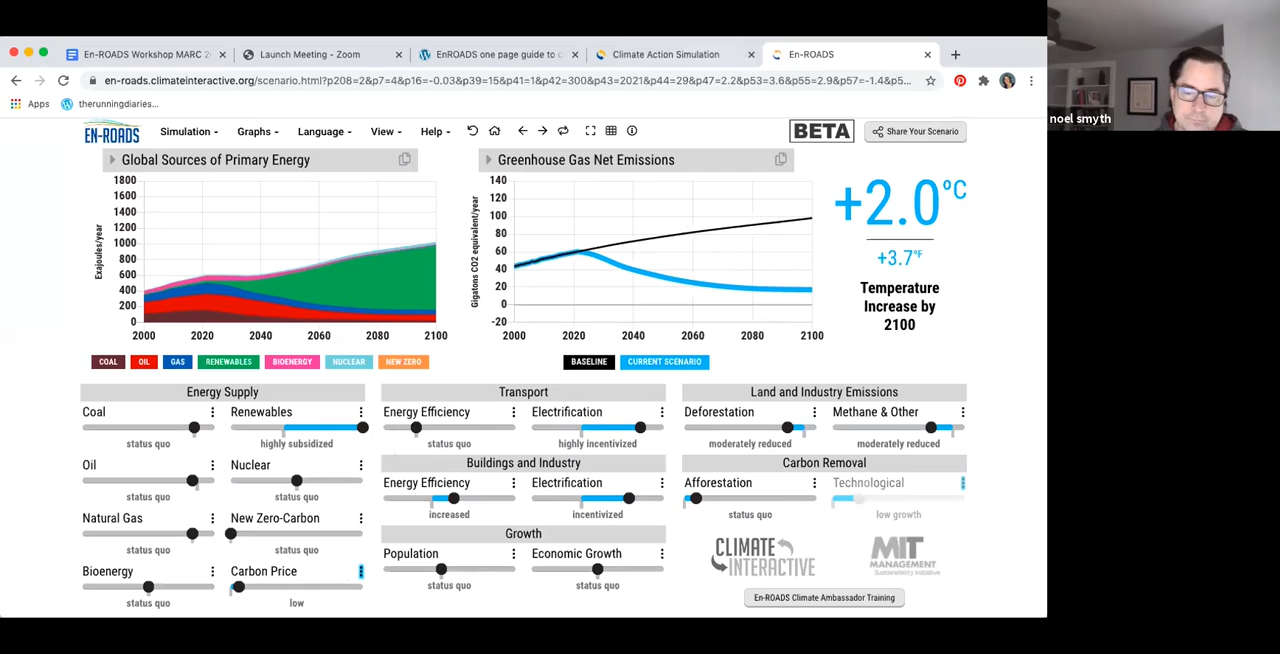 En-ROADS Workshop MARC 2
Launch Meeting - Zoom
EnROADS one page guide to c
Climate Action Simulation
En-ROADS
en-roads.climateinteractive.org/scenario.html?p208=2&p7=4&p16=-0.03&p39=15&p41=1&p42=300&p43=2021&p44=29&p47=2.2&p53=3.6&p55=2.9&p57=-1.4&p5...
Apps
therunningdiaries...
EN-ROADS
Simulation
Graphs
Language
View
Help
BETA
Share Your Scenario
noel smyth
Global Sources of Primary Energy
Exajoules/year
1800
1600
1400
1200
1000
800
600
400
200
0
2000 2020 2040 2060 2080 2100
COAL OIL GAS RENEWABLES BIOENERGY NUCLEAR NEW ZERO
Greenhouse Gas Net Emissions
Gigatons CO2 equivalent/year
140
120
100
80
60
40
20
0
-20
2000 2020 2040 2060 2080 2100
BASELINE CURRENT SCENARIO
+2.0°C
+3.7°F
Temperature
Increase by
2100
Energy Supply
Coal
status quo
Renewables
highly subsidized
Oil
status quo
Nuclear
status quo
Natural Gas
status quo
New Zero-Carbon
status quo
Bioenergy
status quo
Carbon Price
low
Transport
Energy Efficiency
status quo
Electrification
highly incentivized
Buildings and Industry
Energy Efficiency
increased
Electrification
incentivized
Growth
Population
status quo
Economic Growth
status quo
Land and Industry Emissions
Deforestation
moderately reduced
Methane & Other
moderately reduced
Carbon Removal
Afforestation
status quo
Technological
low growth
CLIMATE
INTERACTIVE
MIT
MANAGEMENT
Sustainability Initiative
En-ROADS Climate Ambassador Training